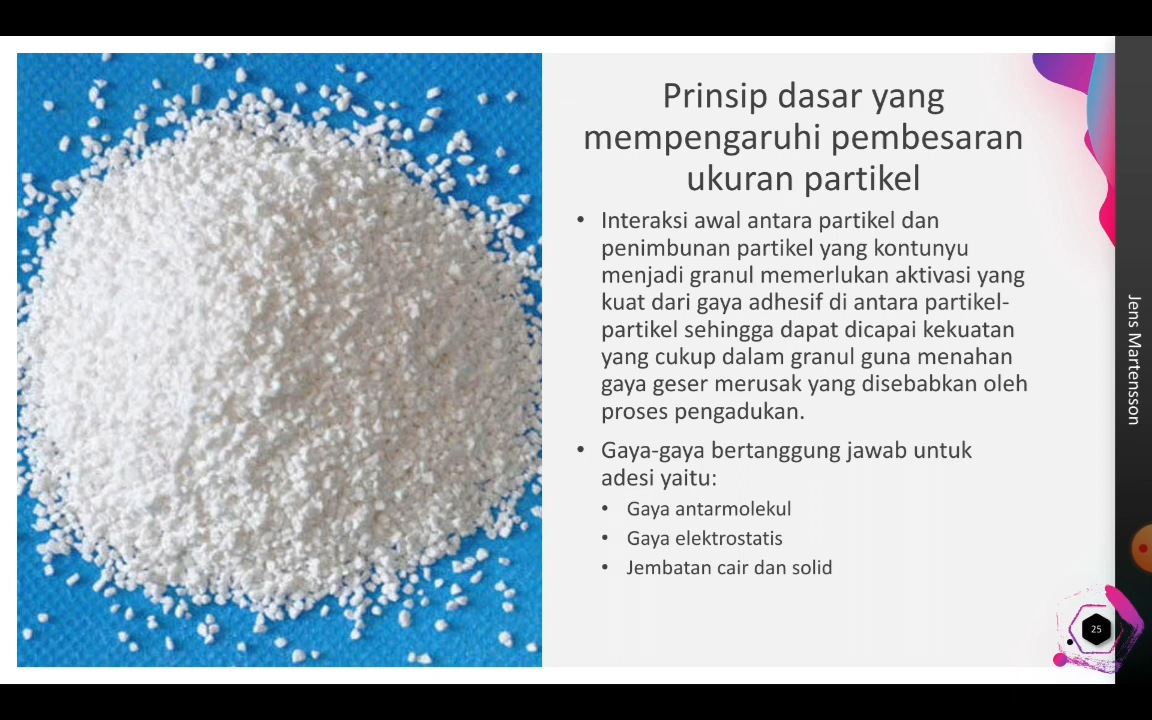 Prinsip dasar yang
mempengaruhi pembesaran
ukuran partikel
• Interaksi awal antara partikel dan
penimbunan partikel yang kontunyu
menjadi granul memerlukan aktivasi yang
kuat dari gaya adhesif di antara partikel-
partikel sehingga dapat dicapai kekuatan
yang cukup dalam granul guna menahan
gaya geser merusak yang disebabkan oleh
proses pengadukan.
• Gaya-gaya bertanggung jawab untuk
adesi yaitu:
• Gaya antarmolekul
• Gaya elektrostatis
• Jembatan cair dan solid
Jens Martensson
25